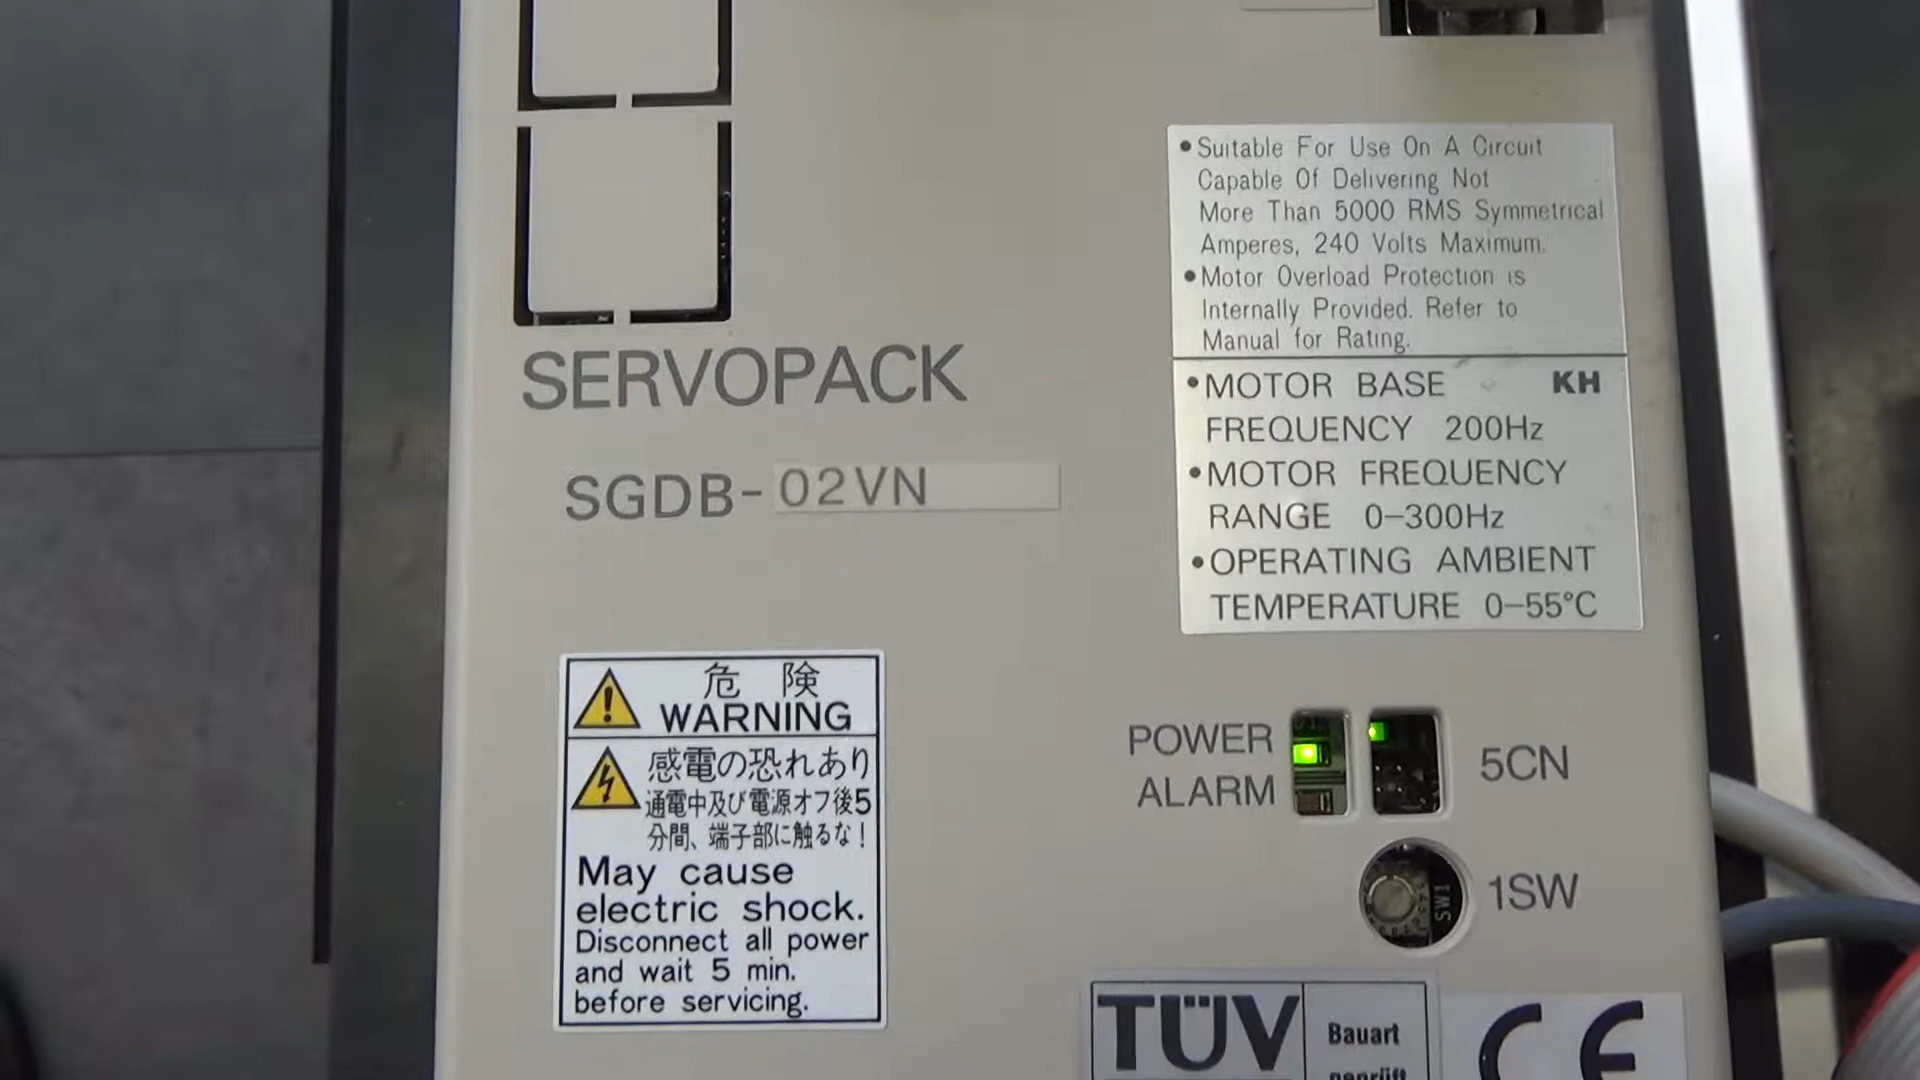 • Suitable For Use On A Circuit
Capable Of Delivering Not
More Than 5000 RMS Symmetrical
Amperes, 240 Volts Maximum.
• Motor Overload Protection is
Internally Provided. Refer to
Manual for Rating.
• MOTOR BASE KH
FREQUENCY 200Hz
• MOTOR FREQUENCY
RANGE 0-300Hz
• OPERATING AMBIENT
TEMPERATURE 0-55°C
SERVOPACK
SGDB-02VN
危 険
WARNING
感電の恐れあり
通電中及び電源オフ後5
分間、端子部に触るな!
May cause
electric shock.
Disconnect all power
and wait 5 min.
before servicing.
POWER
ALARM
5CN
1SW
SW1
TÜV
Bauart
geprüft
CE